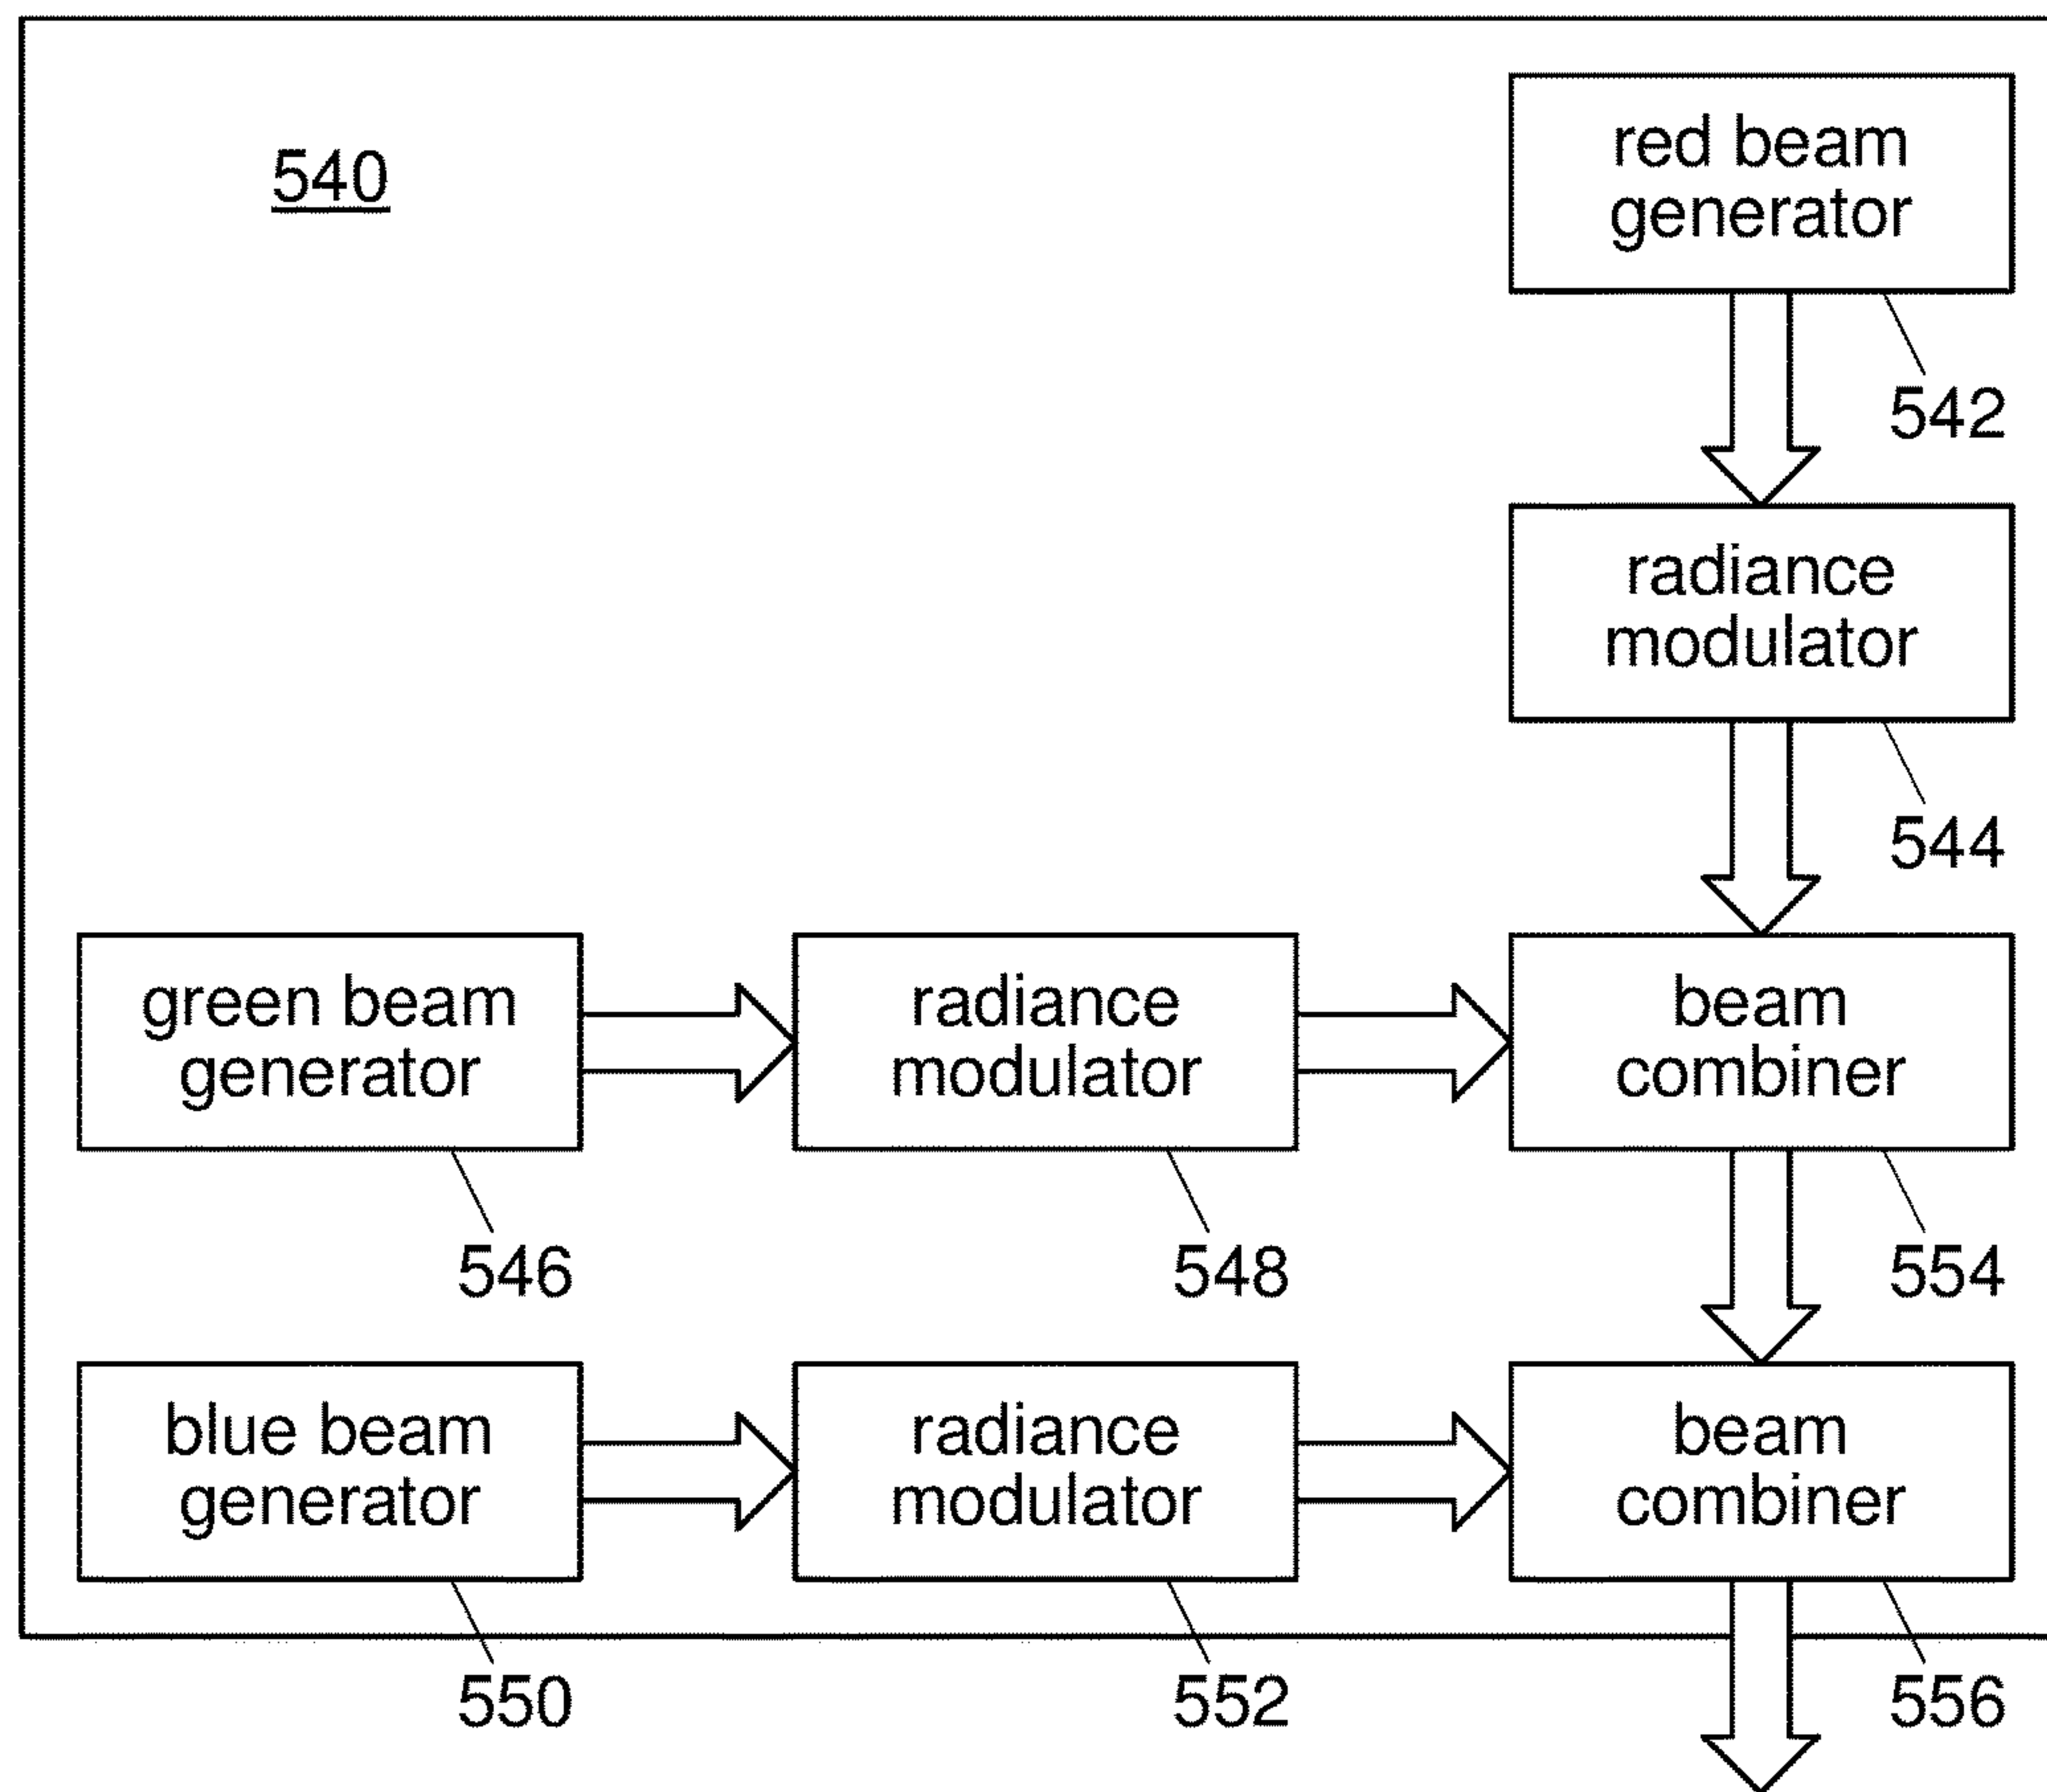 540
red beam
generator
542
radiance
modulator
544
green beam
generator
546
radiance
modulator
548
beam
combiner
554
blue beam
generator
550
radiance
modulator
552
beam
combiner
556